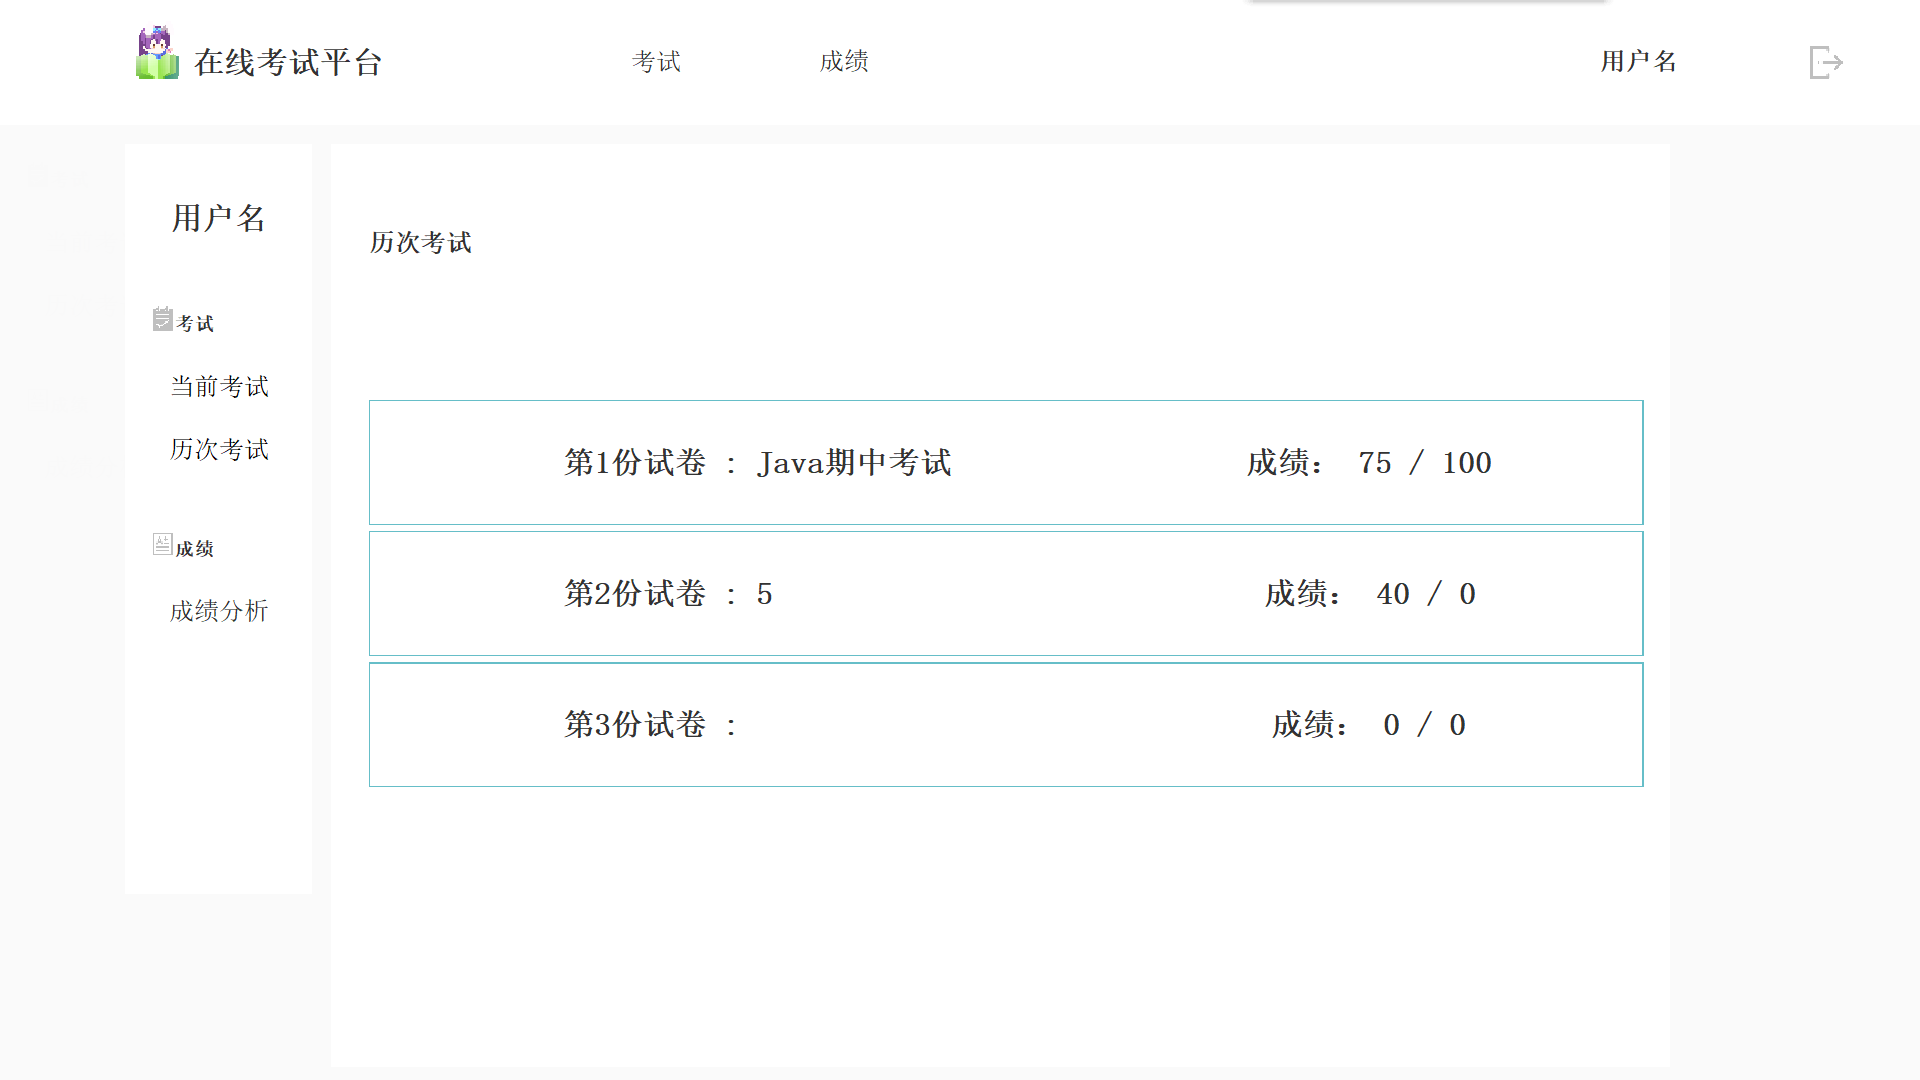 在线考试平台
考试
成绩
用户名
用户名
考试
当前考试
历次考试
成绩
成绩分析
历次考试
第1份试卷 : Java期中考试 成绩: 75 / 100
第2份试卷 : 5 成绩: 40 / 0
第3份试卷 : 成绩: 0 / 0